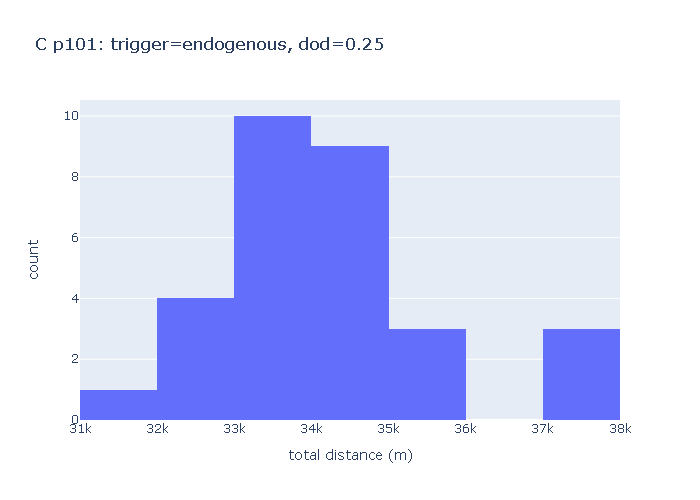 C p101: trigger=endogenous, dod=0.25
10
8
6
4
2
0
count
31k 32k 33k 34k 35k 36k 37k 38k
total distance (m)